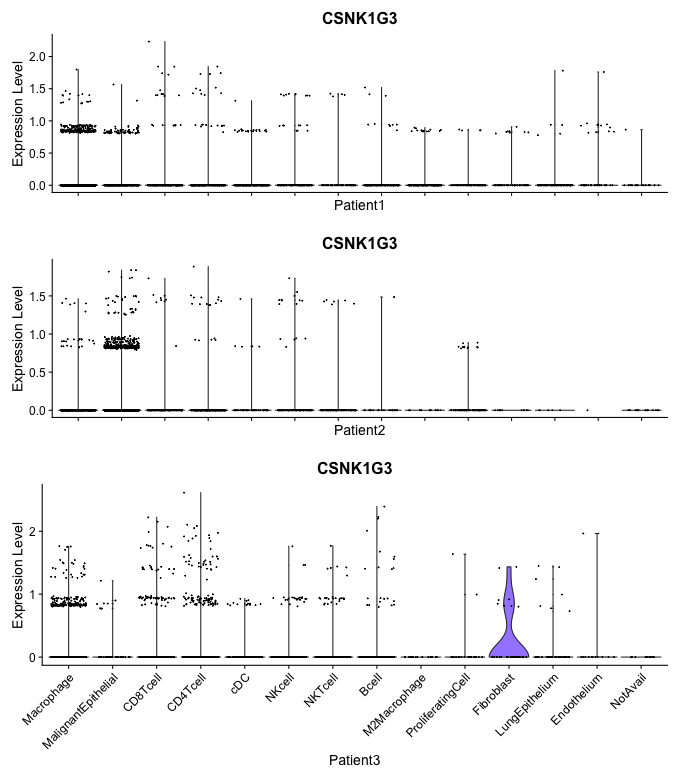 CSNK1G3
Expression Level
2.0
1.5
1.0
0.5
0.0
Patient1
CSNK1G3
Expression Level
1.5
1.0
0.5
0.0
Patient2
CSNK1G3
Expression Level
2
1
0
Macrophage
MalignantEpithelial
CD8Tcell
CD4Tcell
cDC
NKcell
NKTcell
Bcell
M2Macrophage
ProliferatingCell
Fibroblast
LungEpithelium
Endothelium
NotAvail
Patient3